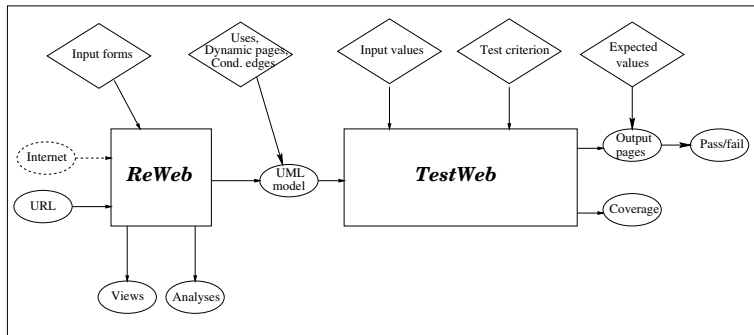 Input forms
Uses,
Dynamic pages,
Cond. edges
Input values
Test criterion
Expected
values
Internet
URL
ReWeb
UML
model
TestWeb
Output
pages
Pass/fail
Coverage
Views
Analyses